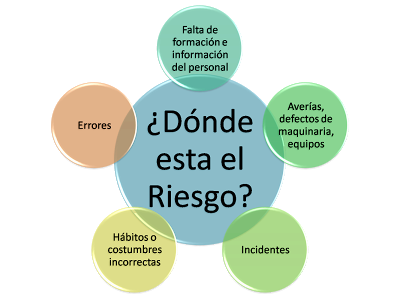 Falta de
formación e
información
del personal
Averías,
defectos de
maquinaria,
equipos
Incidentes
Hábitos o
costumbres
incorrectas
Errores
¿Dónde
esta el
Riesgo?